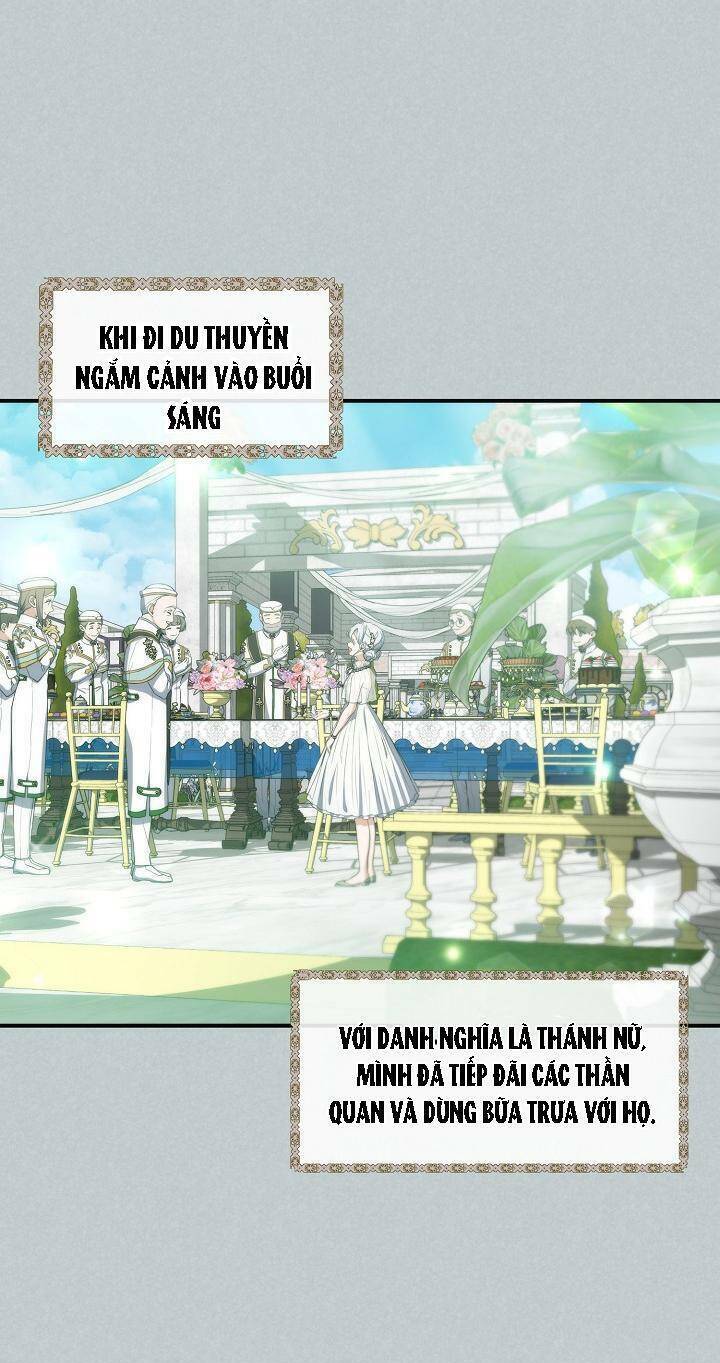 KHI ĐI DU THUYỀN
NGẮM CẢNH VÀO BUỔI
SÁNG
VỚI DANH NGHĨA LÀ THÁNH NỮ,
MÌNH ĐÃ TIẾP ĐÃI CÁC THẦN
QUAN VÀ DÙNG BỮA TRƯA VỚI HỌ.